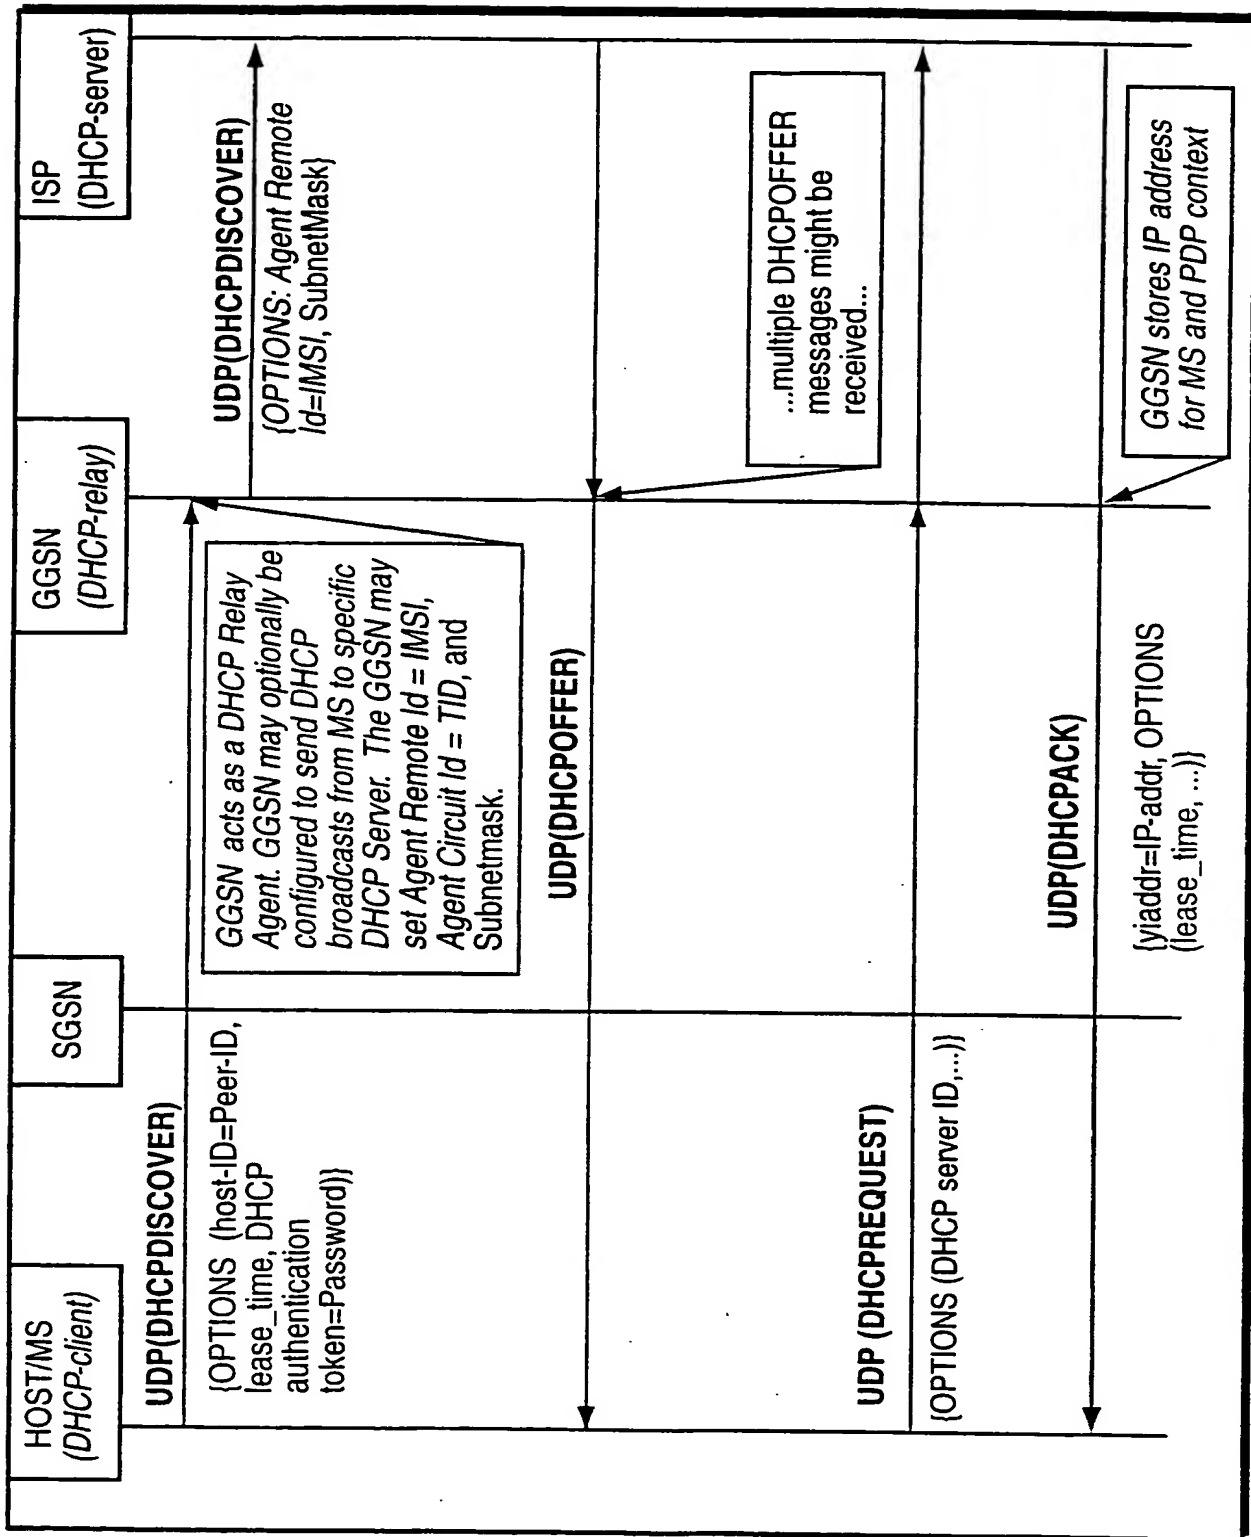 HOST/MS
(DHCP-client)
SGSN
GGSN
(DHCP-relay)
ISP
(DHCP-server)
UDP(DHCPDISCOVER)
{OPTIONS (host-ID=Peer-ID,
lease_time, DHCP
authentication
token=Password)}
GGSN acts as a DHCP Relay
Agent. GGSN may optionally be
configured to send DHCP
broadcasts from MS to specific
DHCP Server. The GGSN may
set Agent Remote Id = IMSI,
Agent Circuit Id = TID, and
Subnetmask.
UDP(DHCPDISCOVER)
{OPTIONS: Agent Remote
Id=IMSI, SubnetMask}
UDP(DHCPOFFER)
...multiple DHCPOFFER
messages might be
received...
UDP (DHCPREQUEST)
{OPTIONS (DHCP server ID,...)}
UDP(DHCPACK)
{yiaddr=IP-addr, OPTIONS
(lease_time, ...)}
GGSN stores IP address
for MS and PDP context